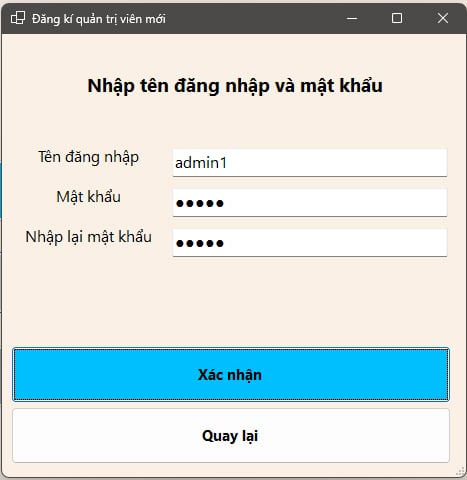 Đăng kí quản trị viên mới
Nhập tên đăng nhập và mật khẩu
Tên đăng nhập admin1
Mật khẩu ●●●●●
Nhập lại mật khẩu ●●●●●
Xác nhận
Quay lại